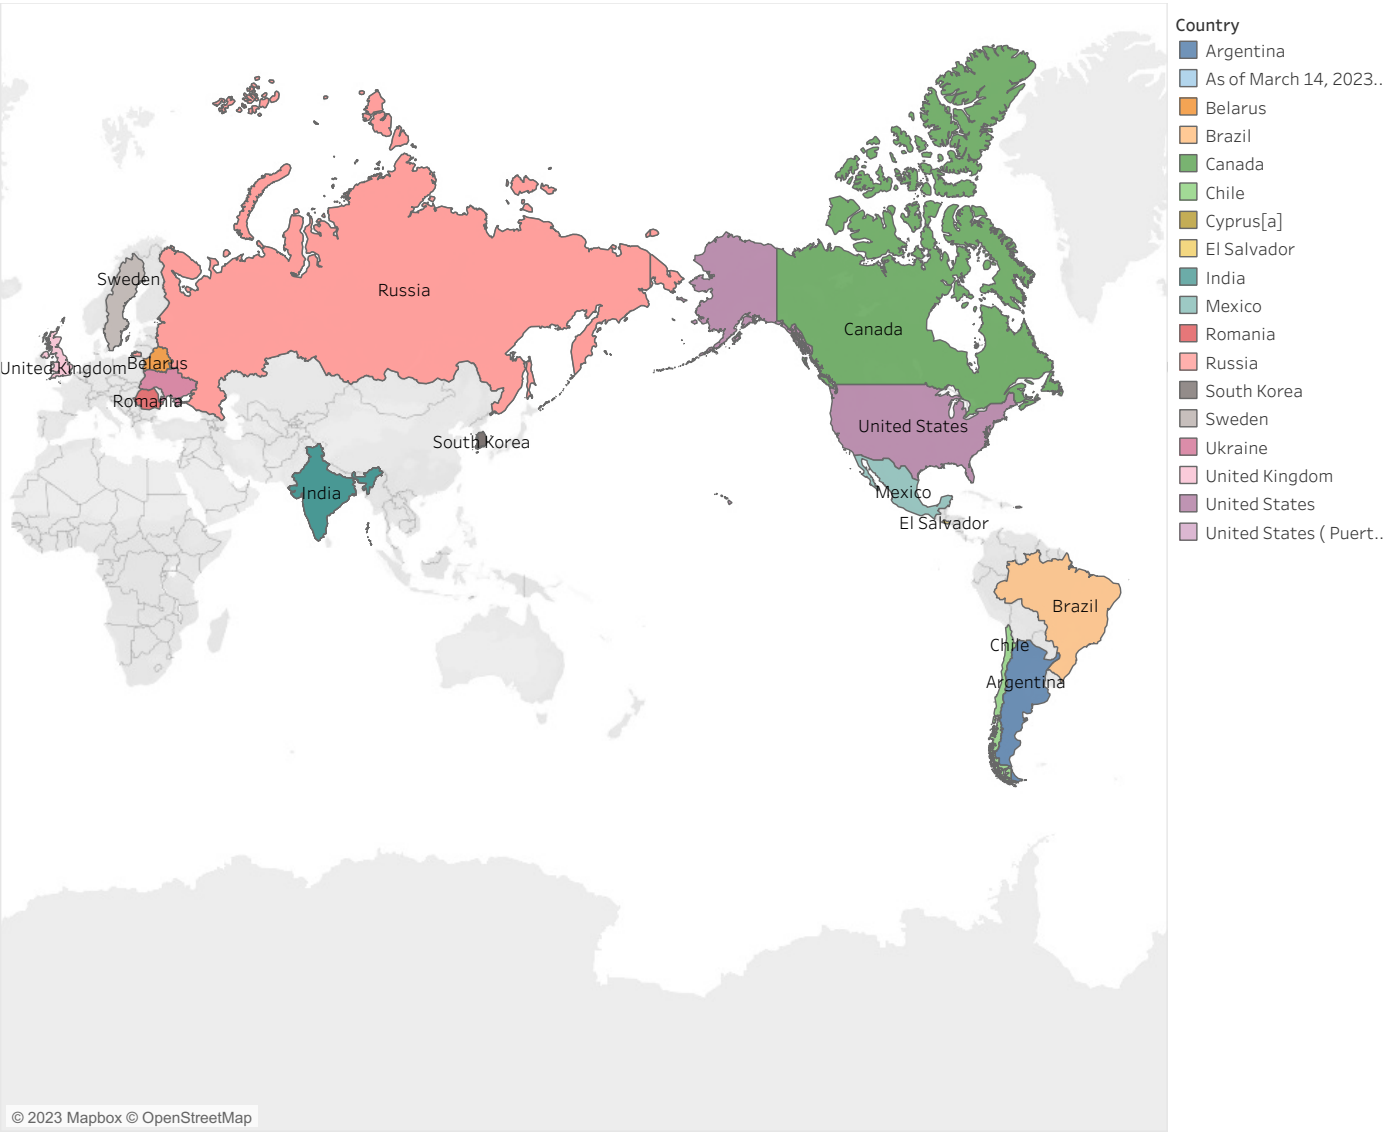 Country
Argentina
As of March 14, 2023..
Belarus
Brazil
Canada
Chile
Cyprus[a]
El Salvador
India
Mexico
Romania
Russia
South Korea
Sweden
Ukraine
United Kingdom
United States
United States ( Puert..
Sweden
Russia
Canada
United Kingdom
Belarus
Romania
United States
South Korea
India
Mexico
El Salvador
Brazil
Chile
Argentina
© 2023 Mapbox © OpenStreetMap